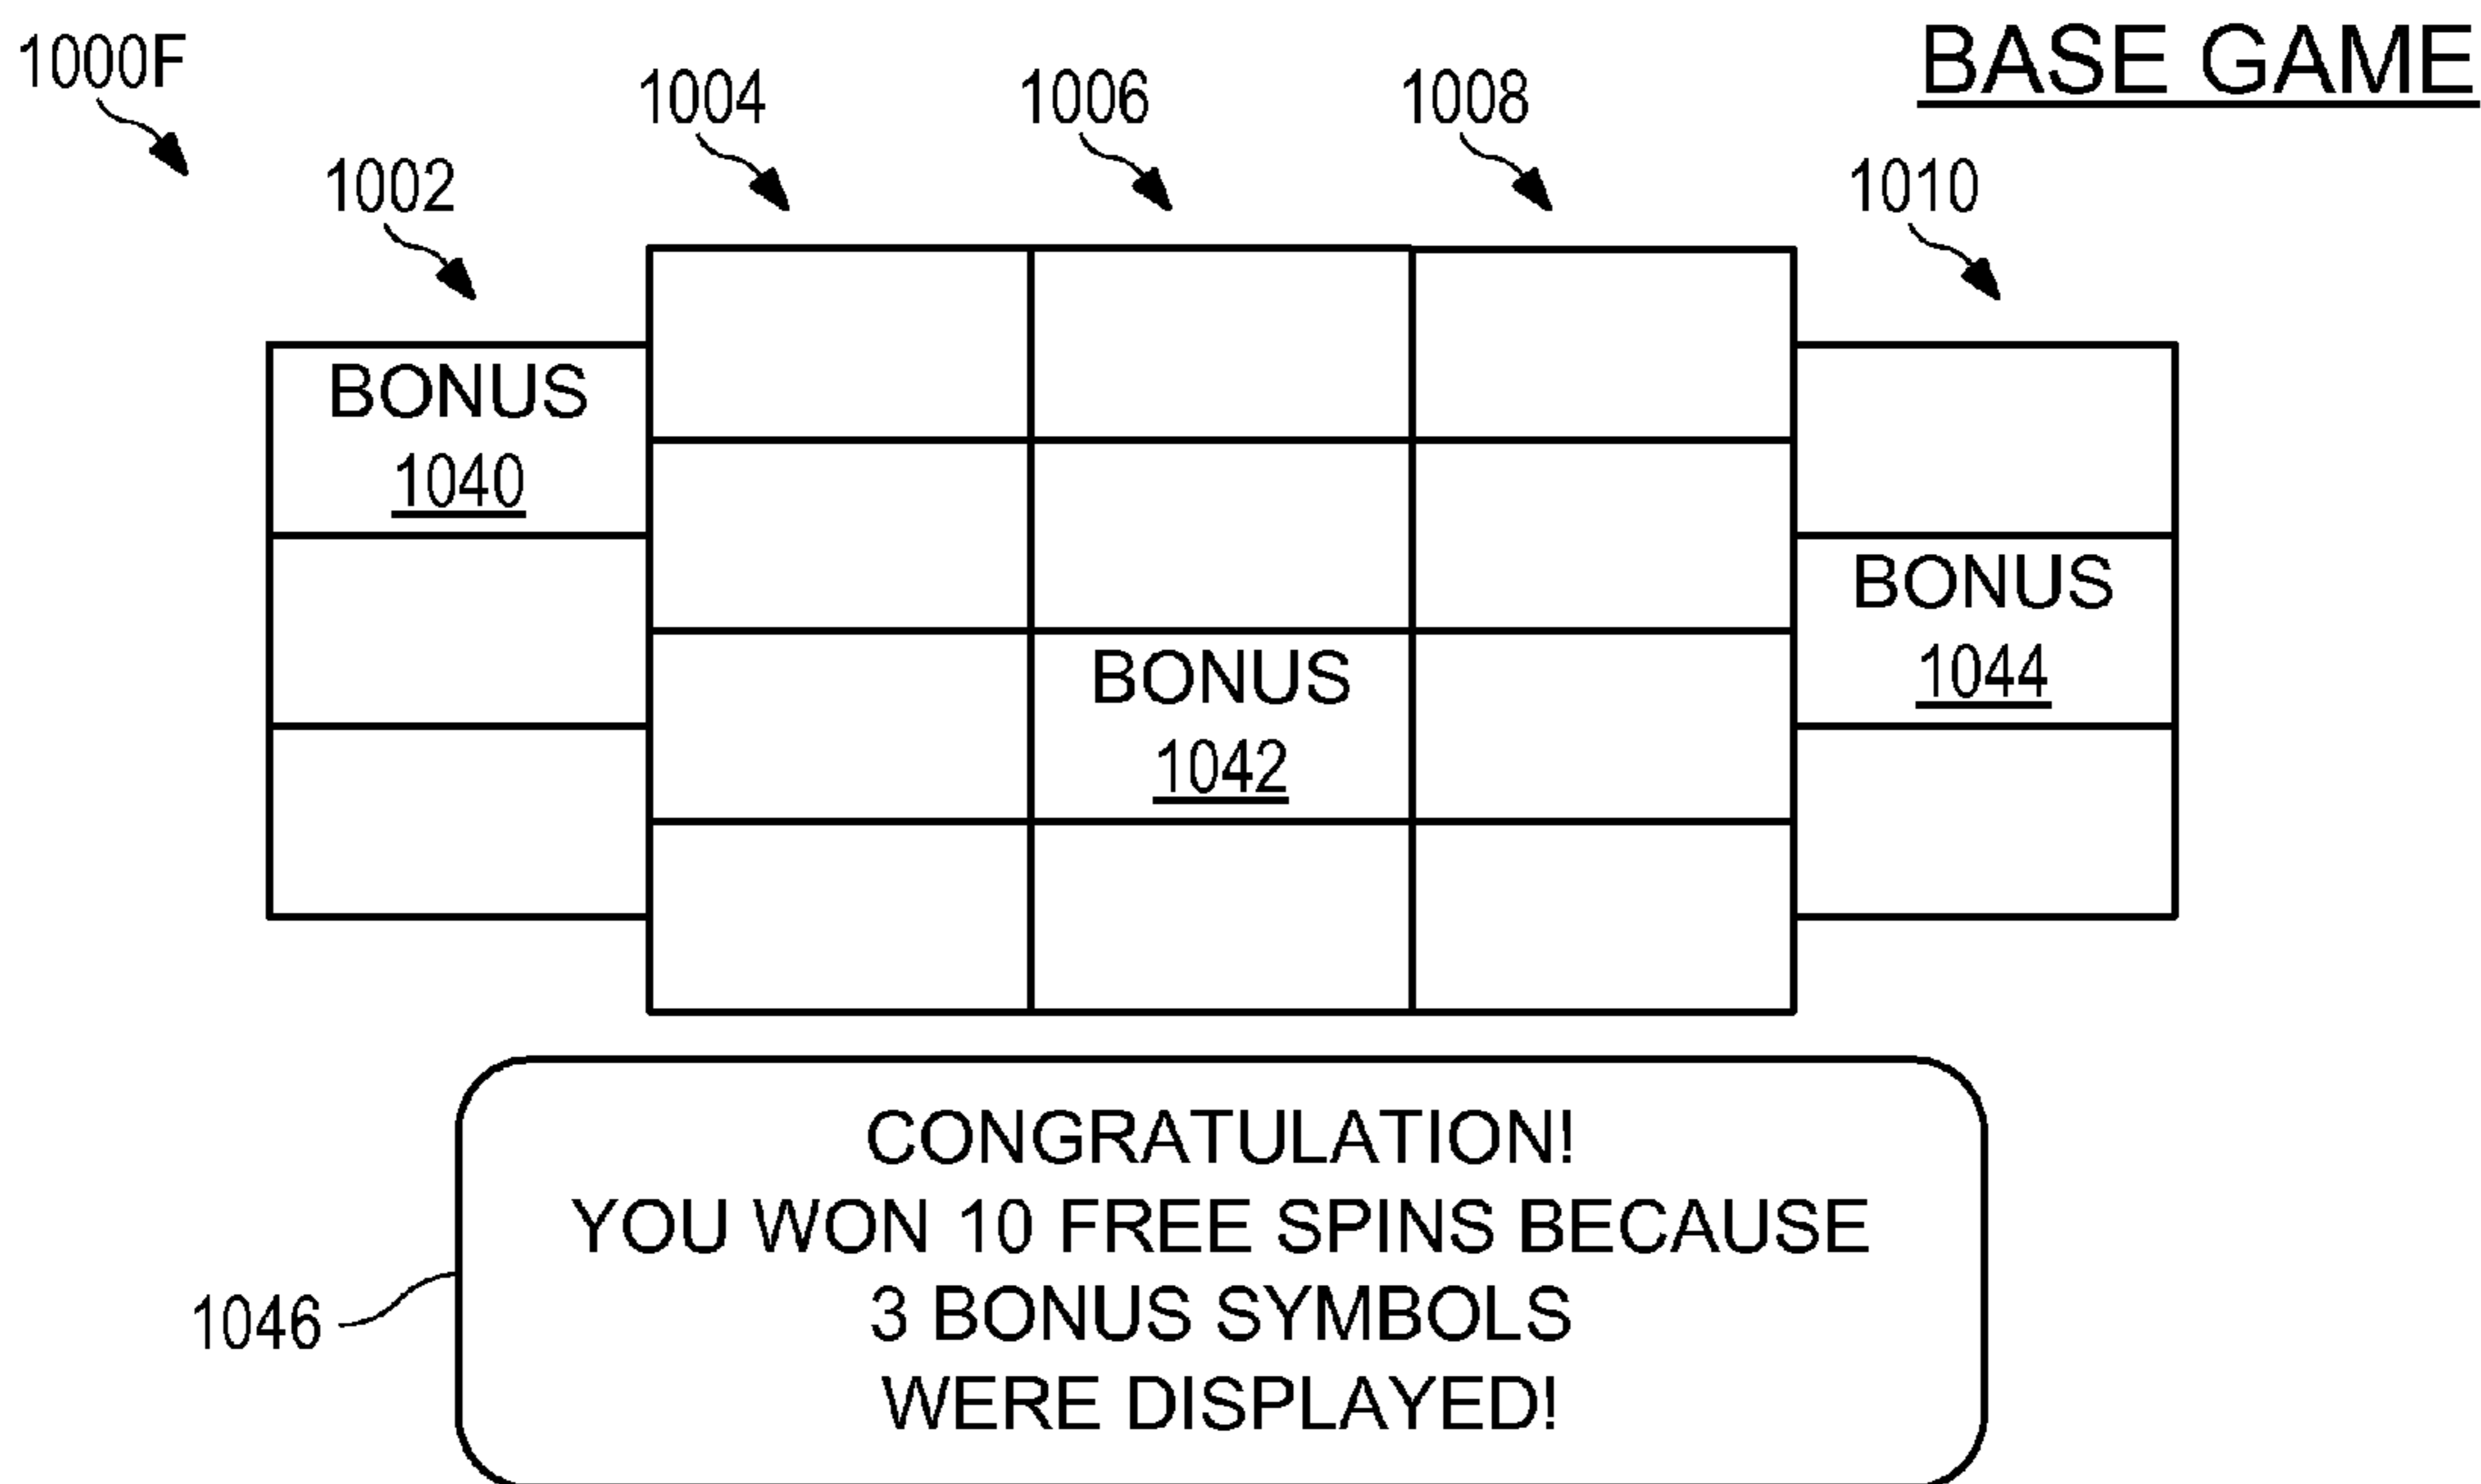 BASE GAME
1000F
1004
1006
1008
1002
1010
BONUS
1040
BONUS
1044
BONUS
1042
CONGRATULATION!
YOU WON 10 FREE SPINS BECAUSE
3 BONUS SYMBOLS
WERE DISPLAYED!
1046